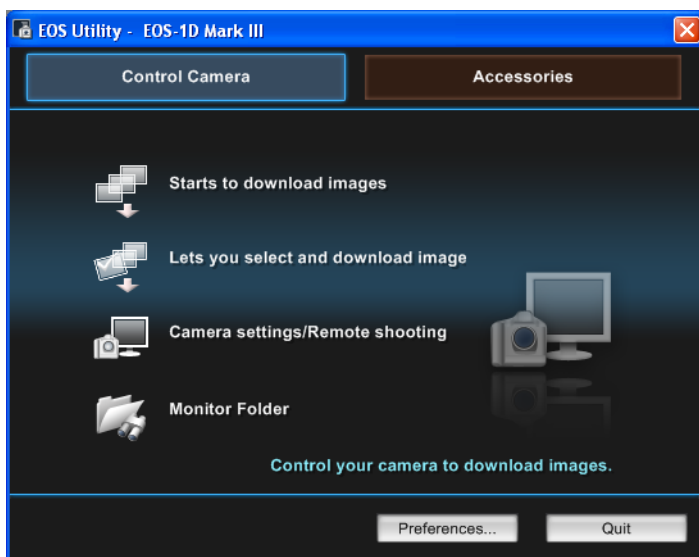 EOS Utility - EOS-1D Mark III
Control Camera
Accessories
Starts to download images
Lets you select and download image
Camera settings/Remote shooting
Monitor Folder
Control your camera to download images.
Preferences...
Quit